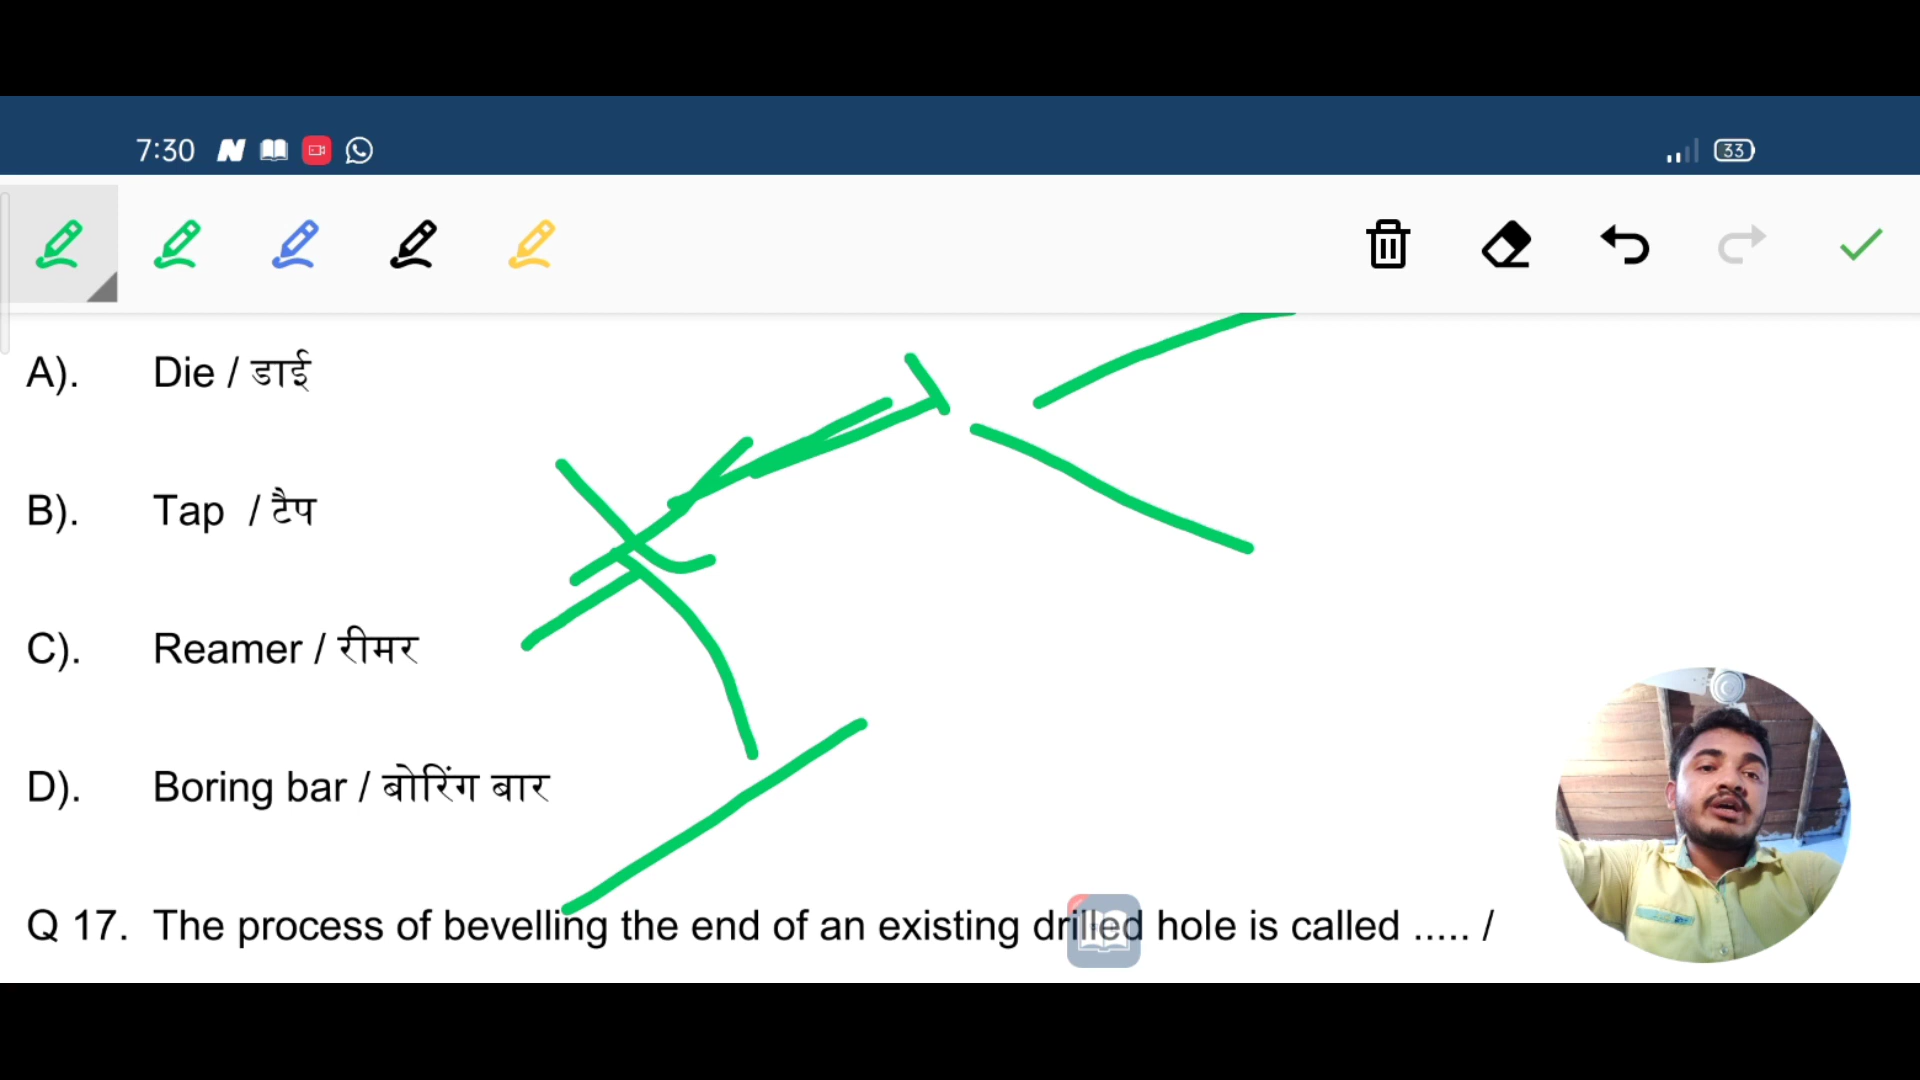 7:30
33
A). Die / डाई
B). Tap / टैप
C). Reamer / रीमर
D). Boring bar / बोरिंग बार
Q 17. The process of bevelling the end of an existing drilled hole is called ..... /